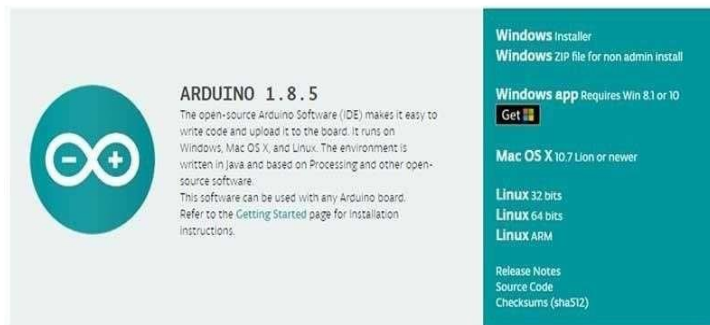 ARDUINO 1.8.5
The open-source Arduino Software (IDE) makes it easy to
write code and upload it to the board. It runs on
Windows, Mac OS X, and Linux. The environment is
written in Java and based on Processing and other open-
source software.
This software can be used with any Arduino board.
Refer to the Getting Started page for Installation
instructions.
Windows Installer
Windows ZIP file for non admin install
Windows app Requires Win 8.1 or 10
Get
Mac OS X 10.7 Lion or newer
Linux 32 bits
Linux 64 bits
Linux ARM
Release Notes
Source Code
Checksums (sha512)